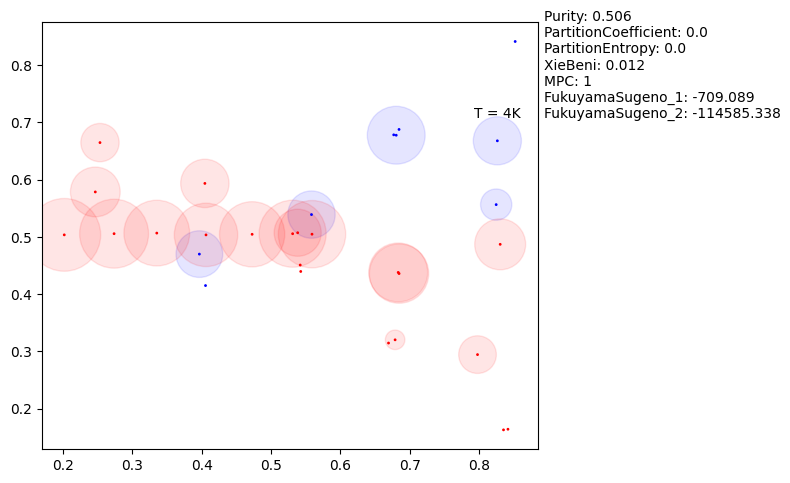 Purity: 0.506
PartitionCoefficient: 0.0
PartitionEntropy: 0.0
XieBeni: 0.012
MPC: 1
FukuyamaSugeno_1: -709.089
FukuyamaSugeno_2: -114585.338
T = 4K
0.8
0.7
0.6
0.5
0.4
0.3
0.2
0.2 0.3 0.4 0.5 0.6 0.7 0.8